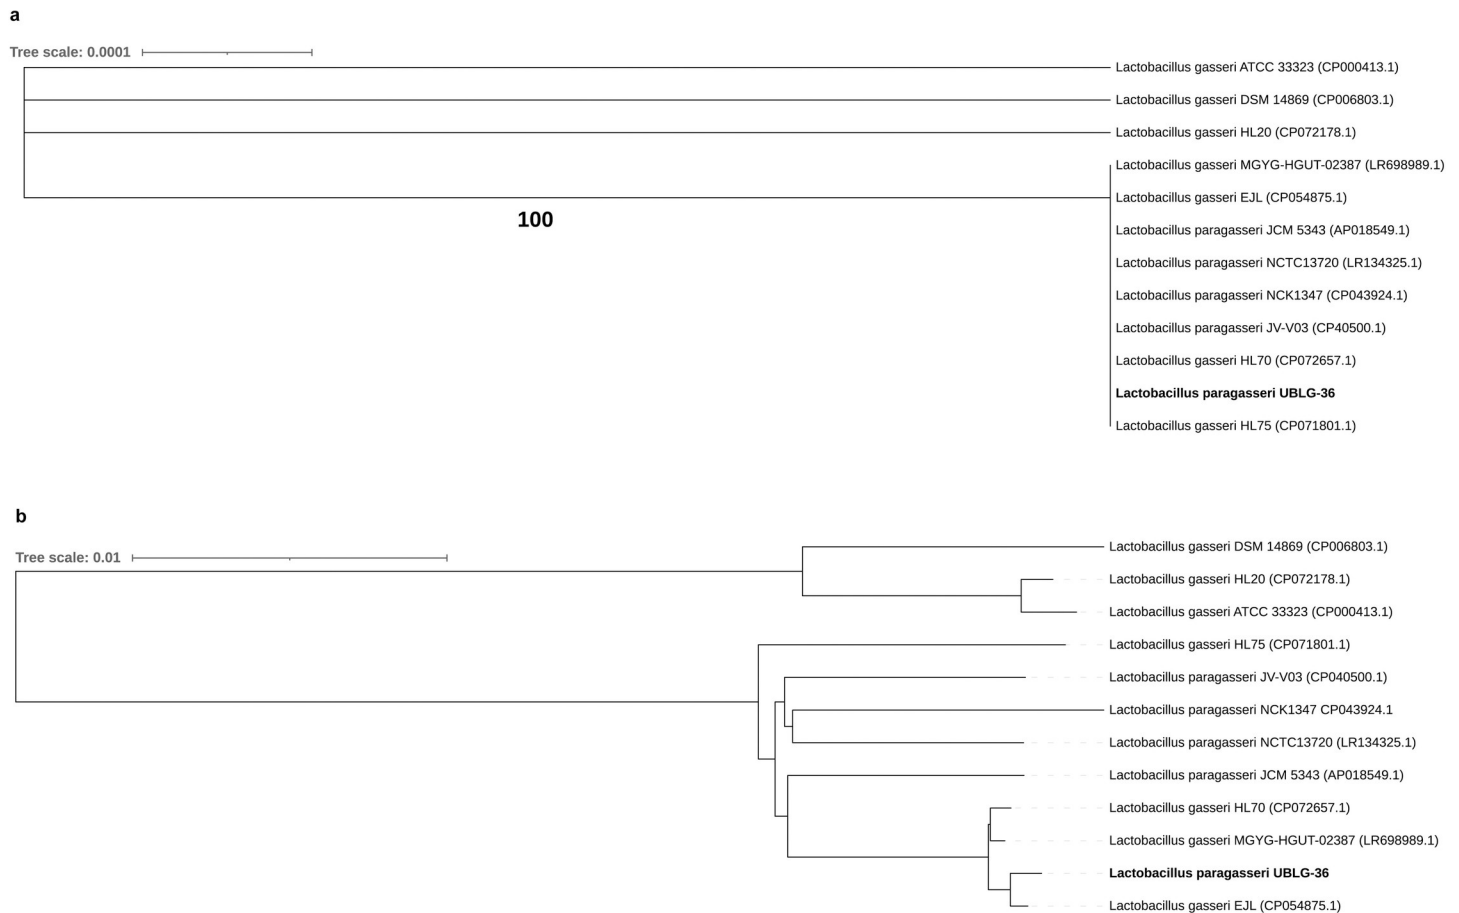 a
Tree scale: 0.0001
Lactobacillus gasseri ATCC 33323 (CP000413.1)
Lactobacillus gasseri DSM 14869 (CP006803.1)
Lactobacillus gasseri HL20 (CP072178.1)
Lactobacillus gasseri MGYG-HGUT-02387 (LR698989.1)
Lactobacillus gasseri EJL (CP054875.1)
100
Lactobacillus paragasseri JCM 5343 (AP018549.1)
Lactobacillus paragasseri NCTC13720 (LR134325.1)
Lactobacillus paragasseri NCK1347 (CP043924.1)
Lactobacillus paragasseri JV-V03 (CP40500.1)
Lactobacillus gasseri HL70 (CP072657.1)
Lactobacillus paragasseri UBLG-36
Lactobacillus gasseri HL75 (CP071801.1)
b
Tree scale: 0.01
Lactobacillus gasseri DSM 14869 (CP006803.1)
Lactobacillus gasseri HL20 (CP072178.1)
Lactobacillus gasseri ATCC 33323 (CP000413.1)
Lactobacillus gasseri HL75 (CP071801.1)
Lactobacillus paragasseri JV-V03 (CP040500.1)
Lactobacillus paragasseri NCK1347 CP043924.1
Lactobacillus paragasseri NCTC13720 (LR134325.1)
Lactobacillus paragasseri JCM 5343 (AP018549.1)
Lactobacillus gasseri HL70 (CP072657.1)
Lactobacillus gasseri MGYG-HGUT-02387 (LR698989.1)
Lactobacillus paragasseri UBLG-36
Lactobacillus gasseri EJL (CP054875.1)